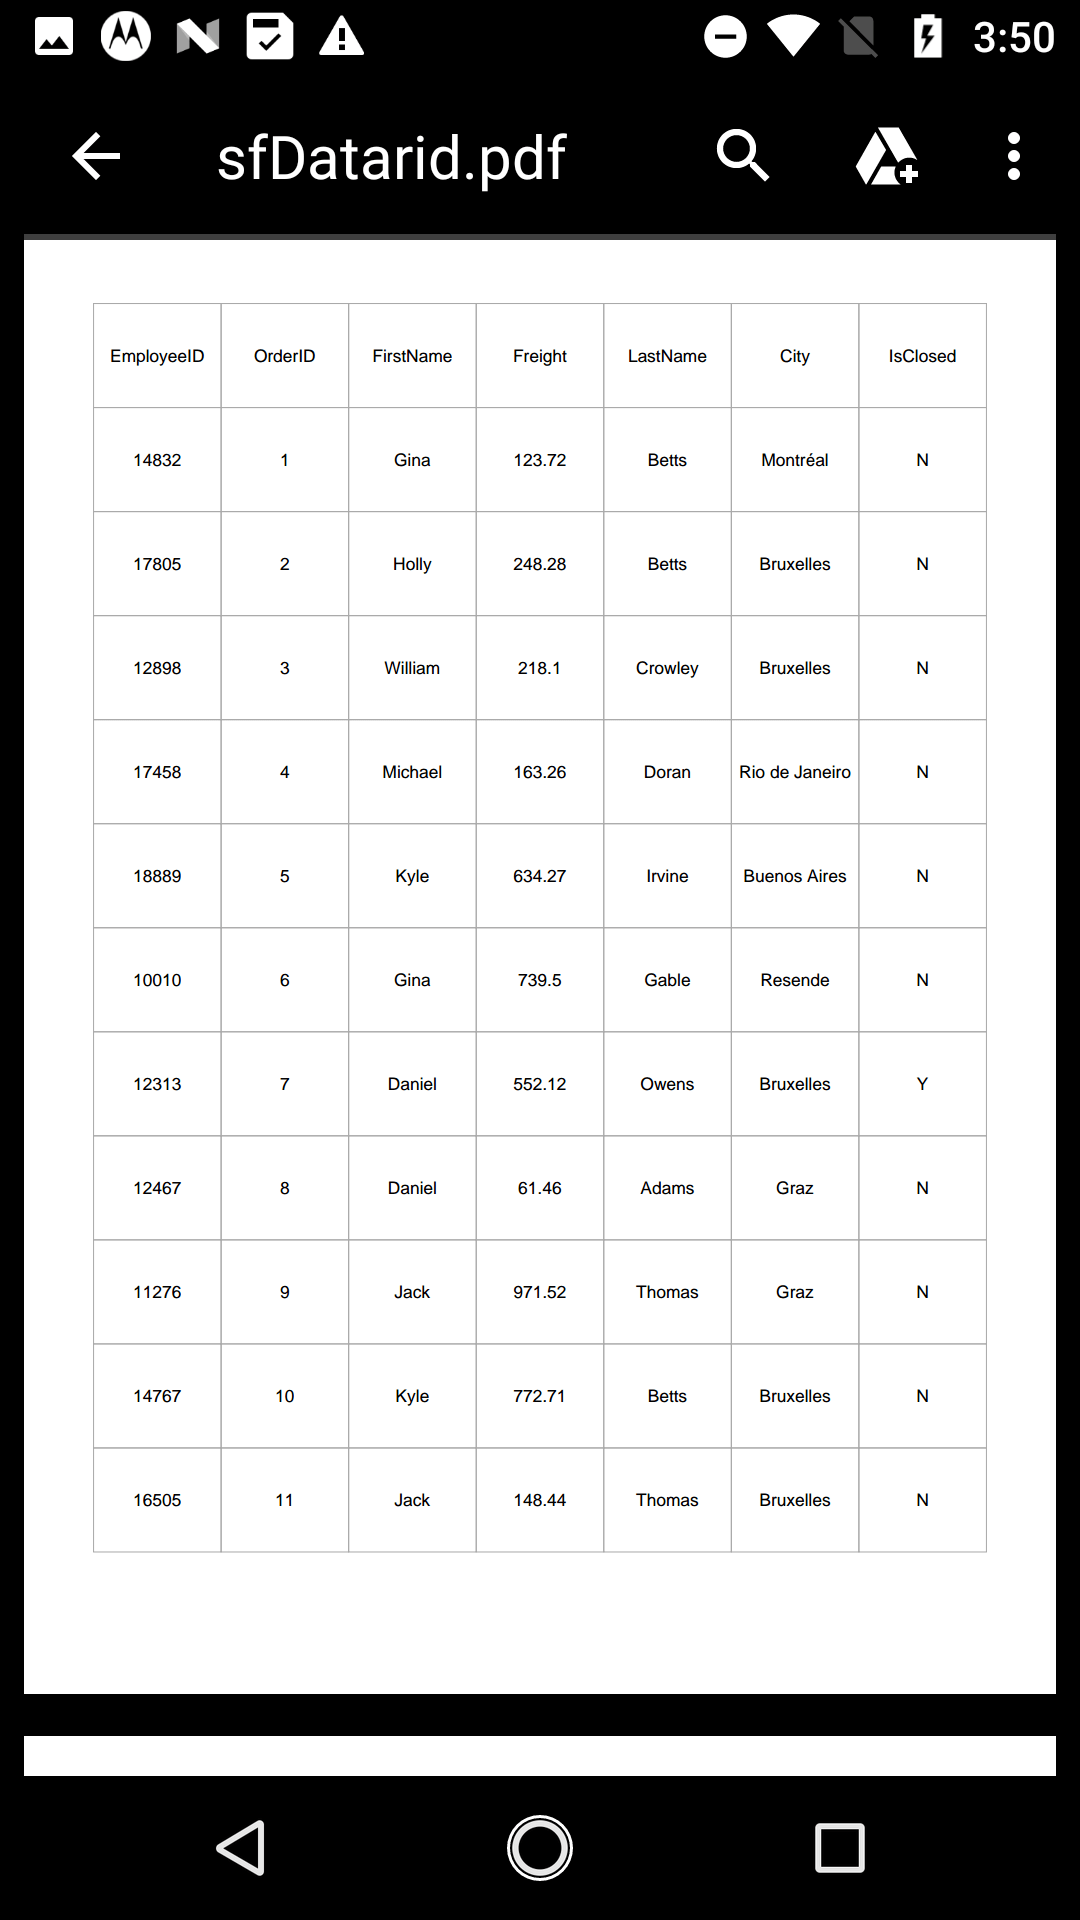 3:50
sfDatarid.pdf
EmployeeID OrderID FirstName Freight LastName City IsClosed
14832 1 Gina 123.72 Betts Montréal N
17805 2 Holly 248.28 Betts Bruxelles N
12898 3 William 218.1 Crowley Bruxelles N
17458 4 Michael 163.26 Doran Rio de Janeiro N
18889 5 Kyle 634.27 Irvine Buenos Aires N
10010 6 Gina 739.5 Gable Resende N
12313 7 Daniel 552.12 Owens Bruxelles Y
12467 8 Daniel 61.46 Adams Graz N
11276 9 Jack 971.52 Thomas Graz N
14767 10 Kyle 772.71 Betts Bruxelles N
16505 11 Jack 148.44 Thomas Bruxelles N